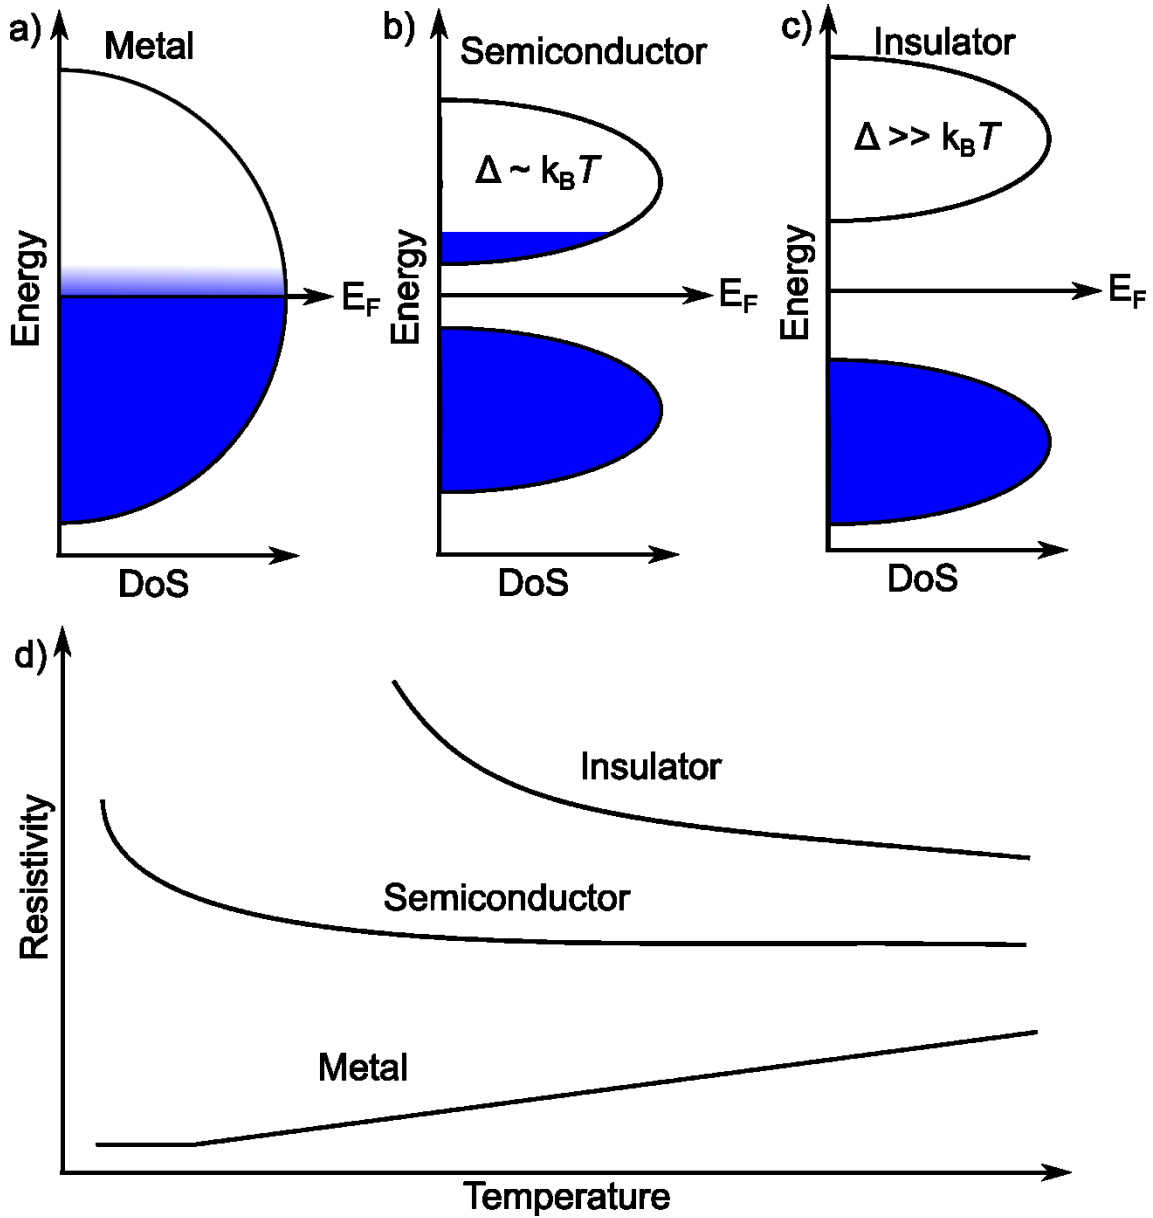 a)
Metal
Energy
E_F
DoS
b)
Semiconductor
Δ ~ k_BT
Energy
E_F
DoS
c)
Insulator
Δ >> k_BT
Energy
E_F
DoS
d)
Insulator
Semiconductor
Metal
Resistivity
Temperature